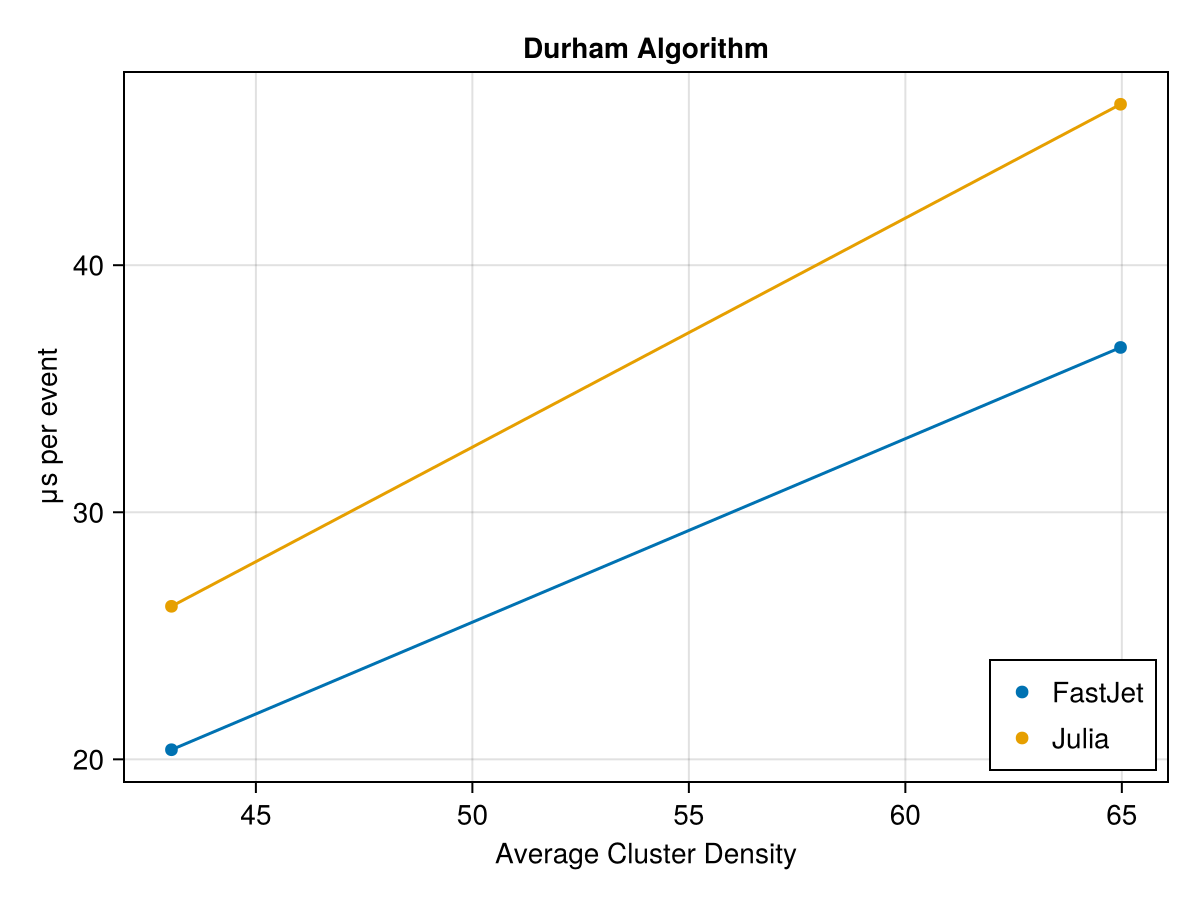 Durham Algorithm
µs per event
40
30
20
45 50 55 60 65
Average Cluster Density
FastJet
Julia